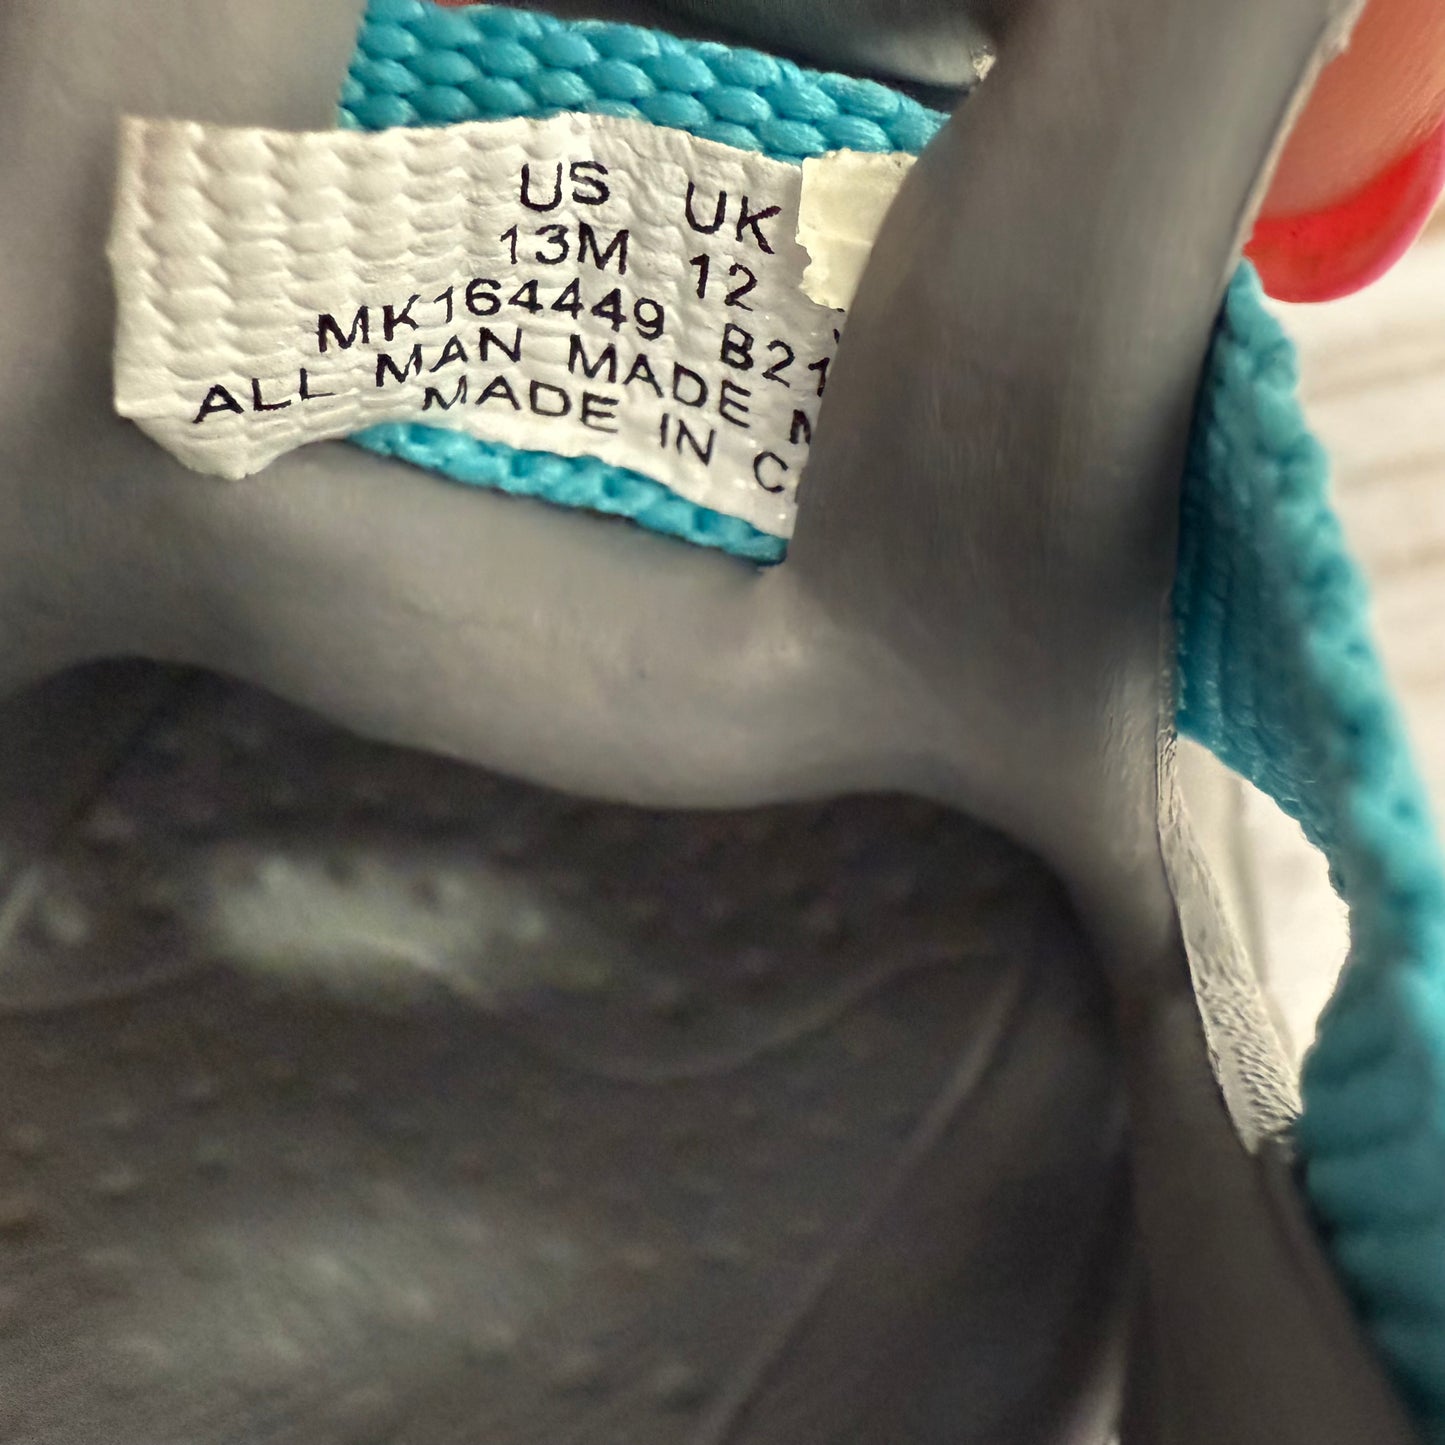 US UK
13M 12
MK164449 B21
ALL MAN MADE
MADE IN